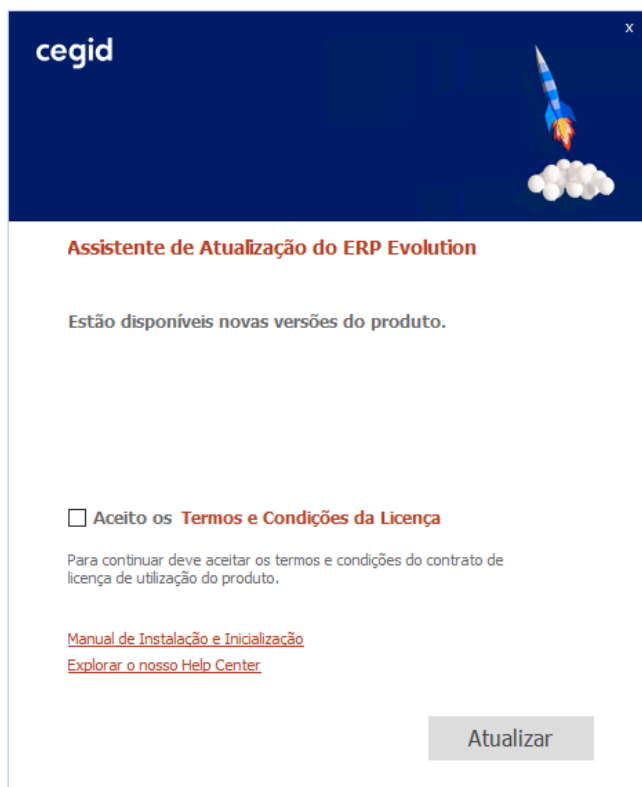 cegid
x
Assistente de Atualização do ERP Evolution
Estão disponíveis novas versões do produto.
Aceito os Termos e Condições da Licença
Para continuar deve aceitar os termos e condições do contrato de
licença de utilização do produto.
Manual de Instalação e Inicialização
Explorar o nosso Help Center
Atualizar